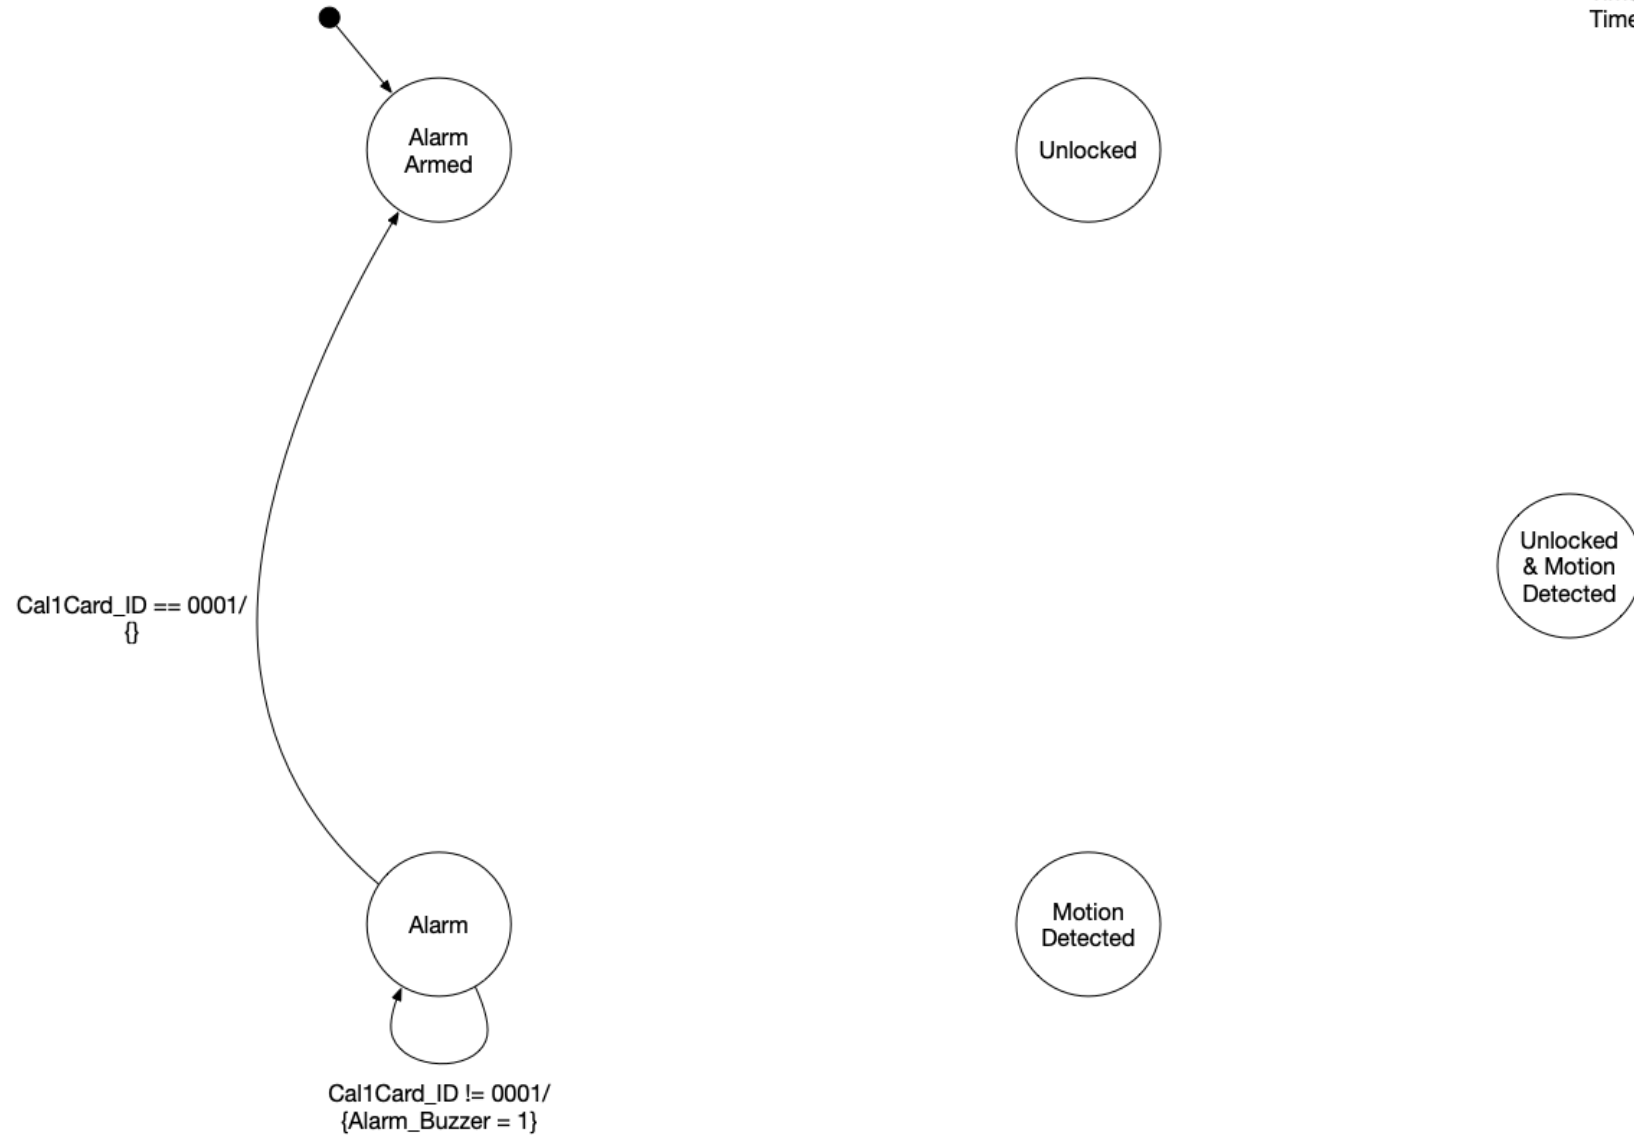 Alarm
Armed
Unlocked
Unlocked
& Motion
Detected
Cal1Card_ID == 0001/
{}
Alarm
Motion
Detected
Cal1Card_ID != 0001/
{Alarm_Buzzer = 1}